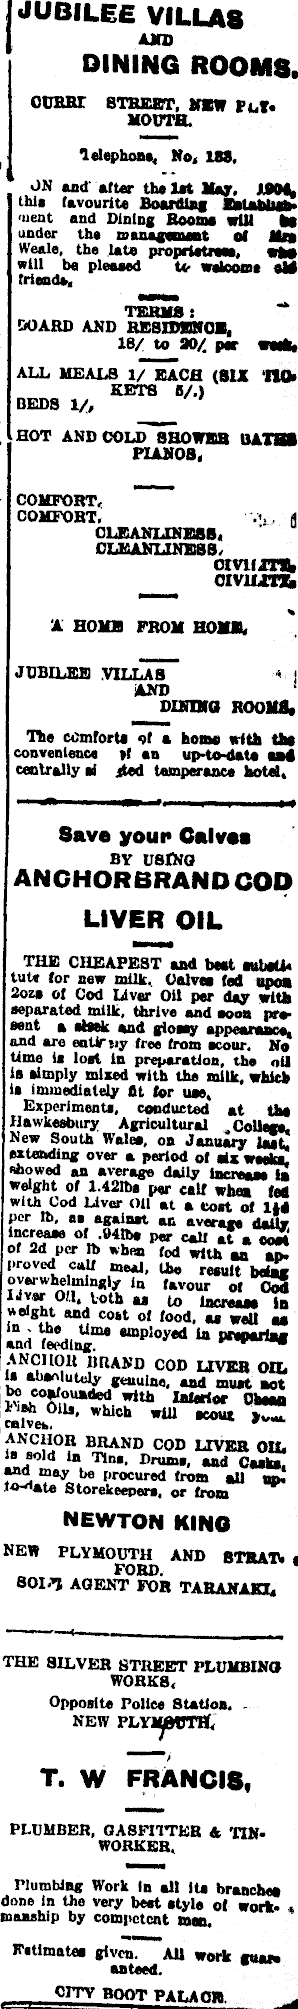 JUBILEE VILLAS
AND
DINING ROOMS.
CURRIE STREET, NEW PLY-
MOUTH.
Telephone, No, 183.
ON and after the 1st May, 1904,
this favourite Boarding Establish-
ment and Dining Rooms will be
under the management of Mrs
Weale, the late proprietress, who
will be pleased to welcome old
friends.
TERMS:
BOARD AND RESIDENCE,
18/ to 20/ per week.
ALL MEALS 1/ EACH (SIX TIC-
KETS 5/.)
BEDS 1/,
HOT AND COLD SHOWER BATHS
PIANOS.
COMFORT,
COMFORT,
CLEANLINESS,
CLEANLINESS,
CIVILITY,
CIVILITY,
A HOME FROM HOME.
JUBILEE VILLAS
AND
DINING ROOMS.
The comforts of a home with the
convenience of an up-to-date and
centrally temperance hotel.
Save your Calves
BY USING
ANCHOR BRAND COD
LIVER OIL
THE CHEAPEST and best substi-
tute for new milk. Calves fed upon
2ozs of Cod Liver Oil per day with
separated milk, thrive and soon pre-
sent a sleek and glossy appearance,
and are entirely free from scour. No
time is lost in preparation, the oil
is simply mixed with the milk, which
is immediately fit for use.
Experiments, conducted at the
Hawkesbury Agricultural College,
New South Wales, on January last,
extending over a period of six weeks,
showed an average daily increase in
weight of 1.42lbs per calf when fed
with Cod Liver Oil at a cost of
per lb, as against an average daily
increase of .94lbs per calf at a cost
of 2d per lb when fed with an ap-
proved calf meal, the result being
overwhelmingly in favour of Cod
Liver Oil, both as to increase in
weight and cost of food, as well as
in the time employed in preparing
and feeding.
ANCHOR BRAND COD LIVER OIL
is absolutely genuine, and must not
be confounded with Inferior Cheap
Fish Oils, which will scour your
calves.
ANCHOR BRAND COD LIVER OIL
is sold in Tins, Drums, and Casks,
and may be procured from all up-
to-date Storekeepers, or from
NEWTON KING
NEW PLYMOUTH AND STRAT-
FORD.
SOLE AGENT FOR TARANAKI.
THE SILVER STREET PLUMBING
WORKS,
Opposite Police Station.
NEW PLYMOUTH.
T. W FRANCIS,
PLUMBER, GASFITTER & TIN-
WORKER.
Plumbing Work in all its branches
done in the very best style of work-
manship by competent men.
Estimates given. All work guar-
anteed.
CITY BOOT PALACE.